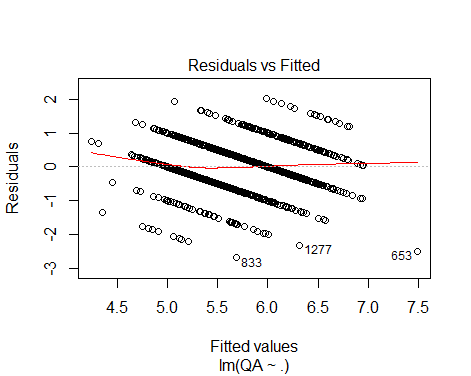 Residuals vs Fitted
Residuals
2
1
0
-1
-2
-3
833
1277
653
4.5 5.0 5.5 6.0 6.5 7.0 7.5
Fitted values
lm(QA ~ .)